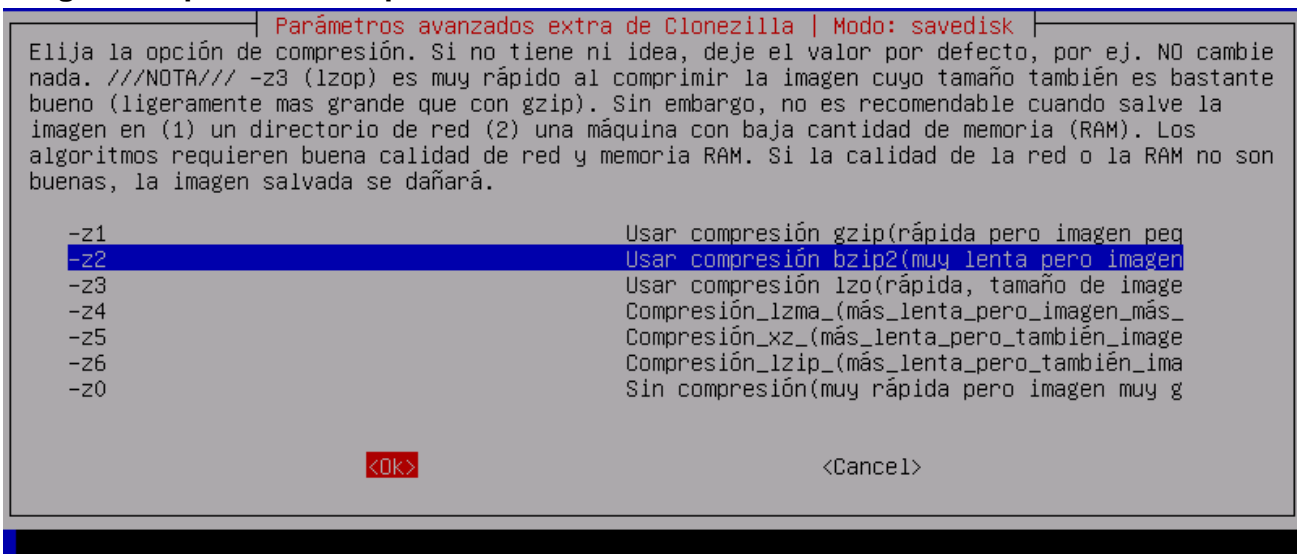 Parámetros avanzados extra de Clonezilla | Modo: savedisk
Elija la opción de compresión. Si no tiene ni idea, deje el valor por defecto, por ej. NO cambie
nada. ///NOTA/// -z3 (lzop) es muy rápido al comprimir la imagen cuyo tamaño también es bastante
bueno (ligeramente mas grande que con gzip). Sin embargo, no es recomendable cuando salve la
imagen en (1) un directorio de red (2) una máquina con baja cantidad de memoria (RAM). Los
algoritmos requieren buena calidad de red y memoria RAM. Si la calidad de la red o la RAM no son
buenas, la imagen salvada se dañará.
-z1 Usar compresión gzip(rápida pero imagen peq
-z2 Usar compresión bzip2(muy lenta pero imagen
-z3 Usar compresión lzo(rápida, tamaño de image
-z4 Compresión_lzma_(más_lenta_pero_imagen_más_
-z5 Compresión_xz_(más_lenta_pero_también_image
-z6 Compresión_lzip_(más_lenta_pero_también_ima
-z0 Sin compresión(muy rápida pero imagen muy g
<Ok> <Cancel>